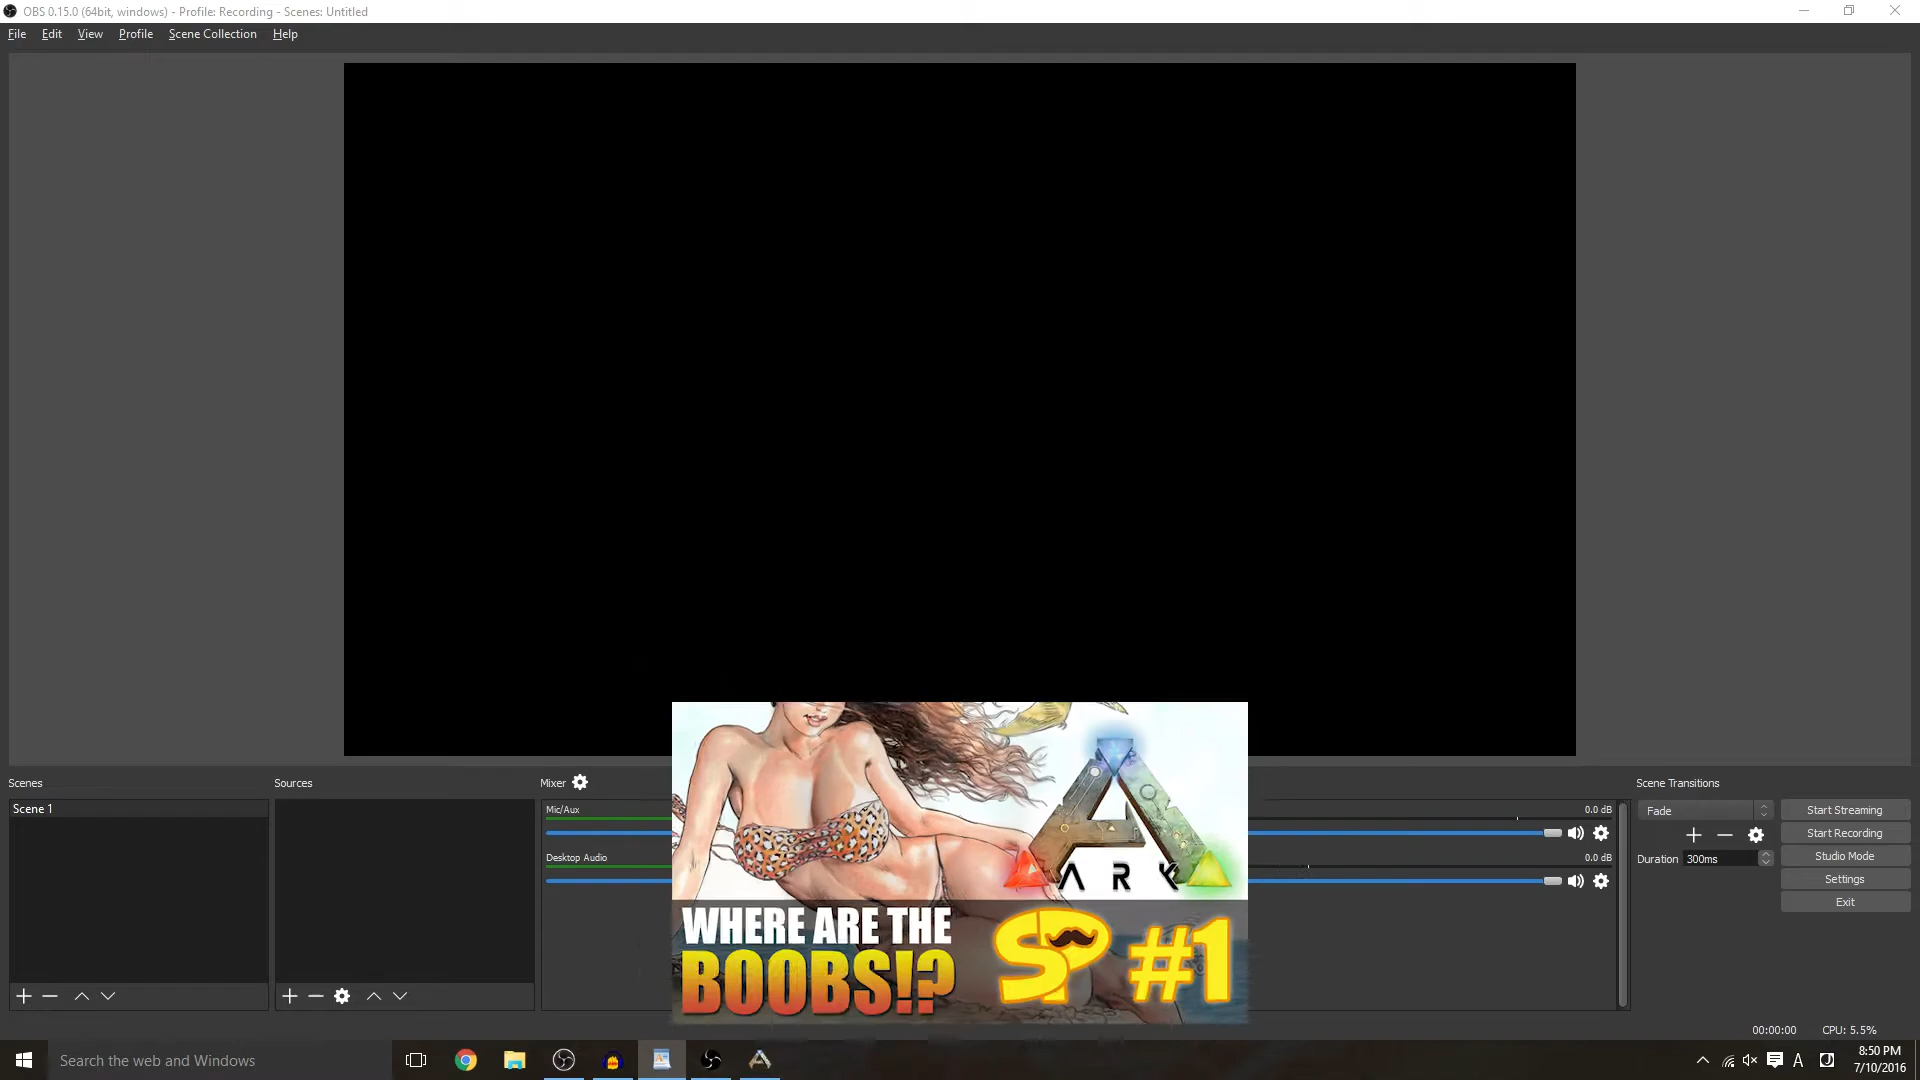 OBS 0.15.0 (64bit, windows) - Profile: Recording - Scenes: Untitled
File Edit View Profile Scene Collection Help
Scenes
Scene 1
Sources
Mixer
Mic/Aux
0.0 dB
Desktop Audio
0.0 dB
ARK
WHERE ARE THE
BOOBS!?
SP #1
Scene Transitions
Fade
Duration 300ms
Start Streaming
Start Recording
Studio Mode
Settings
Exit
00:00:00 CPU: 5.5%
Search the web and Windows
A
8:50 PM
7/10/2016